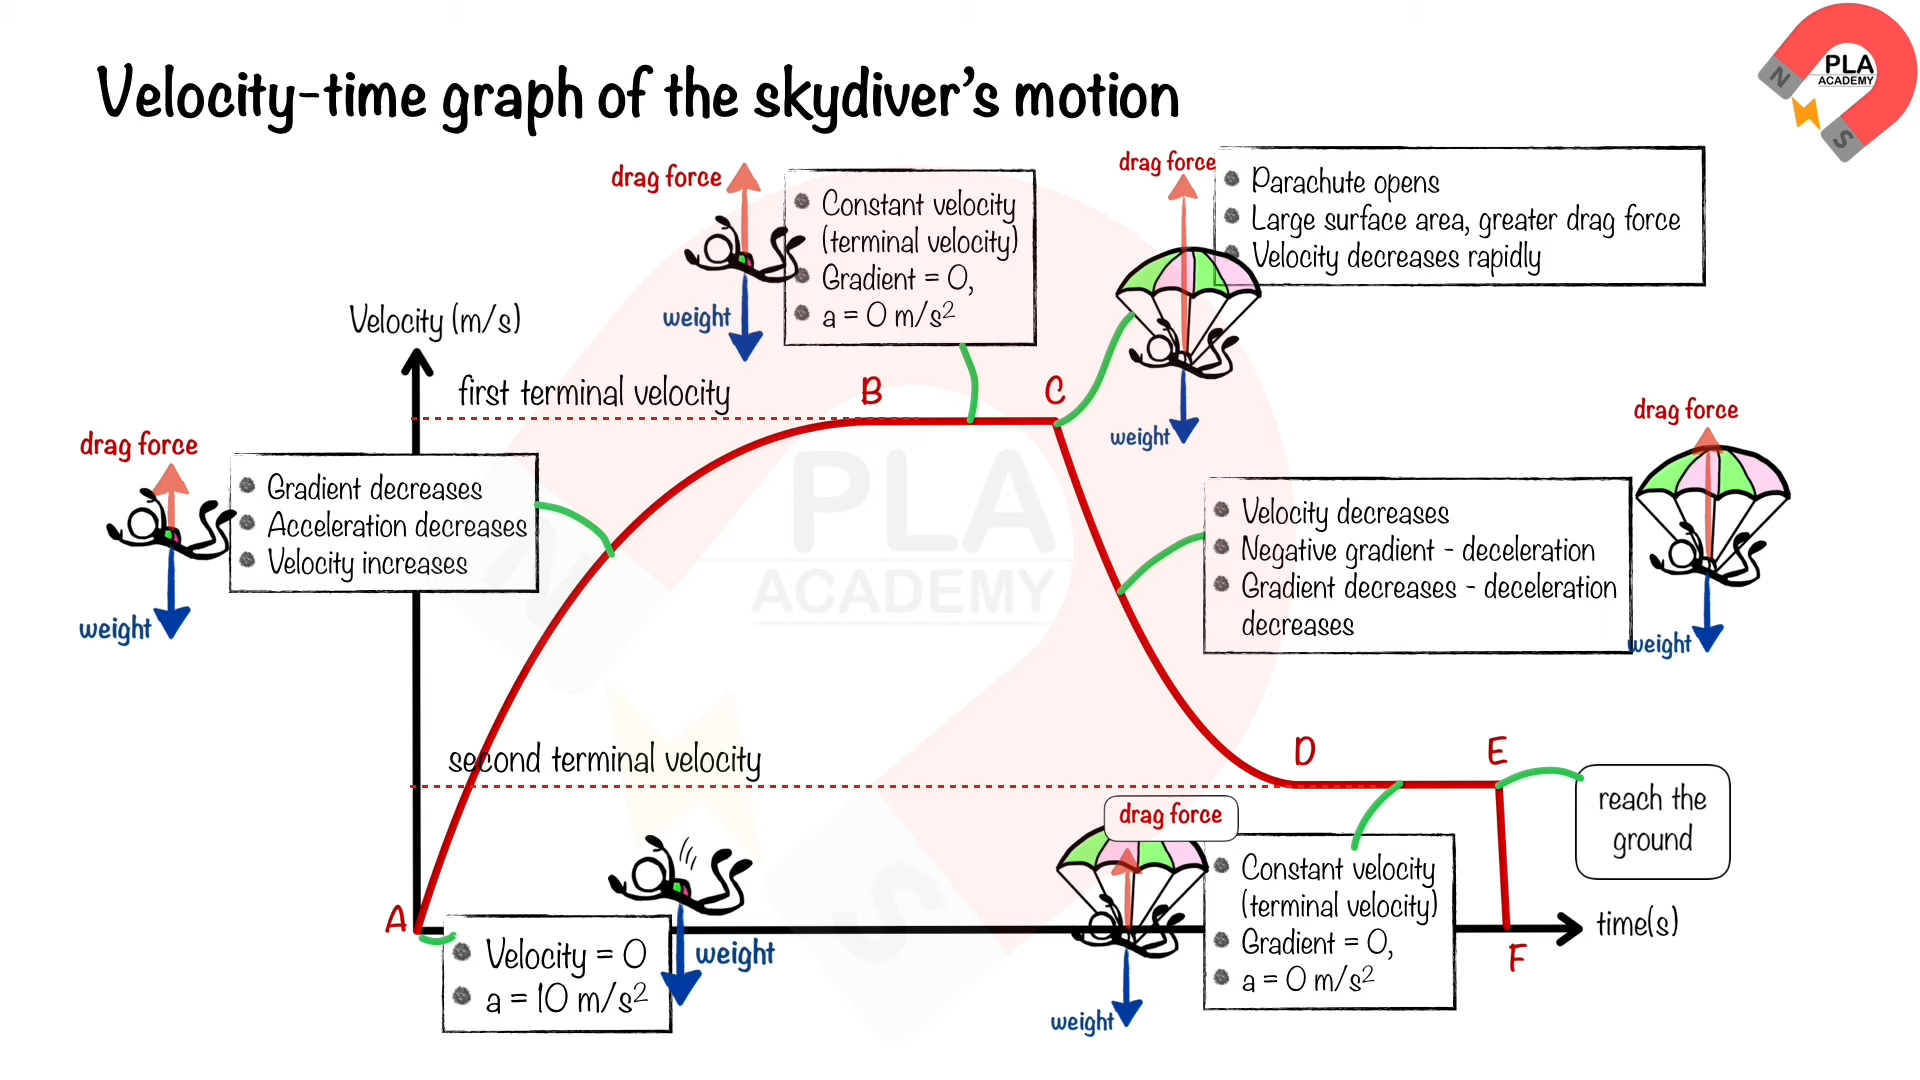 Velocity-time graph of the skydiver's motion
N
PLA
ACADEMY
S
drag force
weight
Constant velocity
(terminal velocity)
Gradient = 0,
a = 0 m/s²
drag force
weight
Parachute opens
Large surface area, greater drag force
Velocity decreases rapidly
Velocity (m/s)
first terminal velocity
B
C
drag force
weight
Gradient decreases
Acceleration decreases
Velocity increases
PLA
ACADEMY
N
S
Velocity decreases
Negative gradient - deceleration
Gradient decreases - deceleration
decreases
drag force
weight
second terminal velocity
D
E
reach the
ground
A
Velocity = 0
a = 10 m/s²
weight
drag force
weight
Constant velocity
(terminal velocity)
Gradient = 0,
a = 0 m/s²
time(s)
F